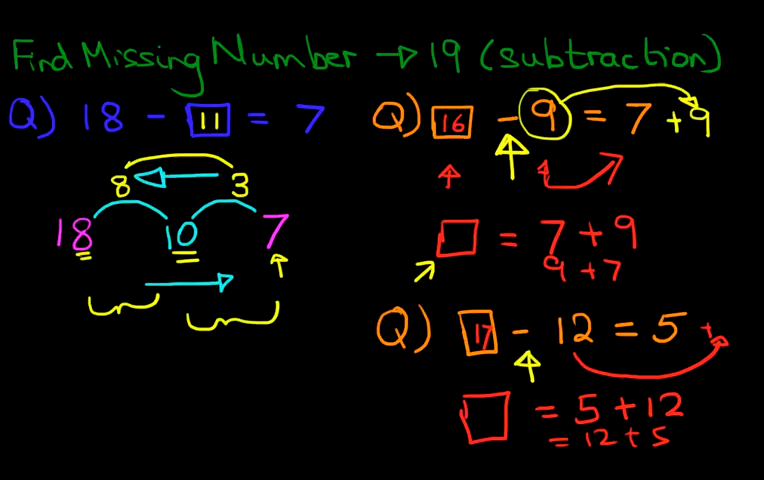 Find Missing Number → 19 (subtraction)
Q) 18 - 11 = 7
8 ← 3
18 10 7
Q) 16 - 9 = 7 + 9
□ = 7 + 9
9 + 7
Q) 17 - 12 = 5 +
□ = 5 + 12
= 12 + 5